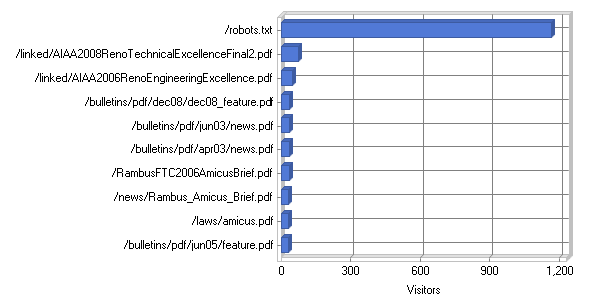 /robots.txt
/linked/AIAA2008RenoTechnicalExcellenceFinal2.pdf
/linked/AIAA2006RenoEngineeringExcellence.pdf
/bulletins/pdf/dec08/dec08_feature.pdf
/bulletins/pdf/jun03/news.pdf
/bulletins/pdf/apr03/news.pdf
/RambusFTC2006AmicusBrief.pdf
/news/Rambus_Amicus_Brief.pdf
/laws/amicus.pdf
/bulletins/pdf/jun05/feature.pdf
0 300 600 900 1,200
Visitors